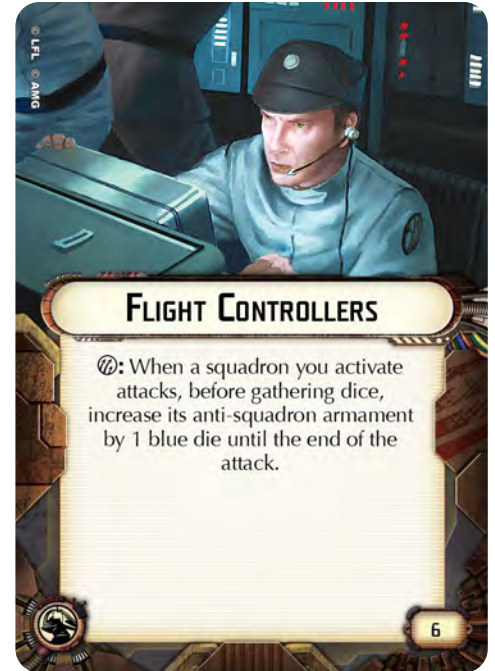 © LFL © AMG
FLIGHT CONTROLLERS
: When a squadron you activate
attacks, before gathering dice,
increase its anti-squadron armament
by 1 blue die until the end of the
attack.
6